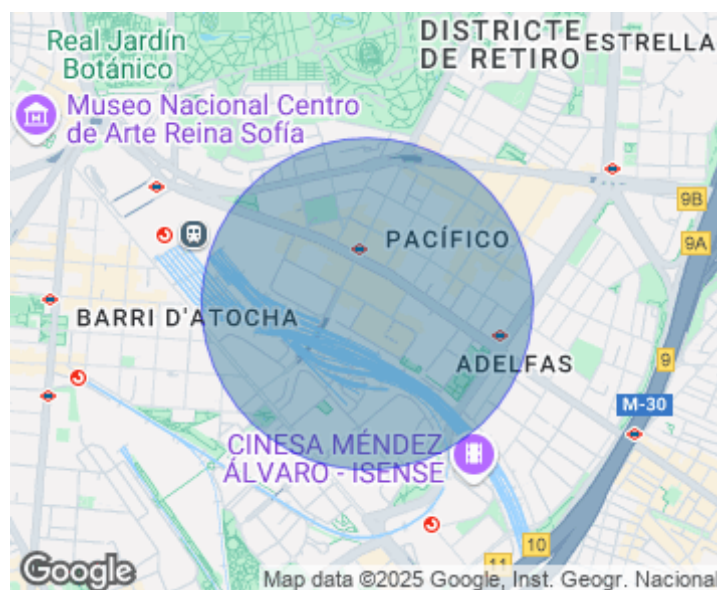 DISTRICTE
DE RETIRO
ESTRELLA
Real Jardín
Botánico
Museo Nacional Centro
de Arte Reina Sofía
9B
PACÍFICO
9A
BARRI D'ATOCHA
ADELFAS
9
M-30
CINESA MÉNDEZ
ÁLVARO - ISENSE
10
11
Google
Map data ©2025 Google, Inst. Geogr. Nacional